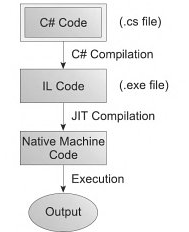 C# Code (.cs file)
C# Compilation
IL Code (.exe file)
JIT Compilation
Native Machine
Code
Execution
Output